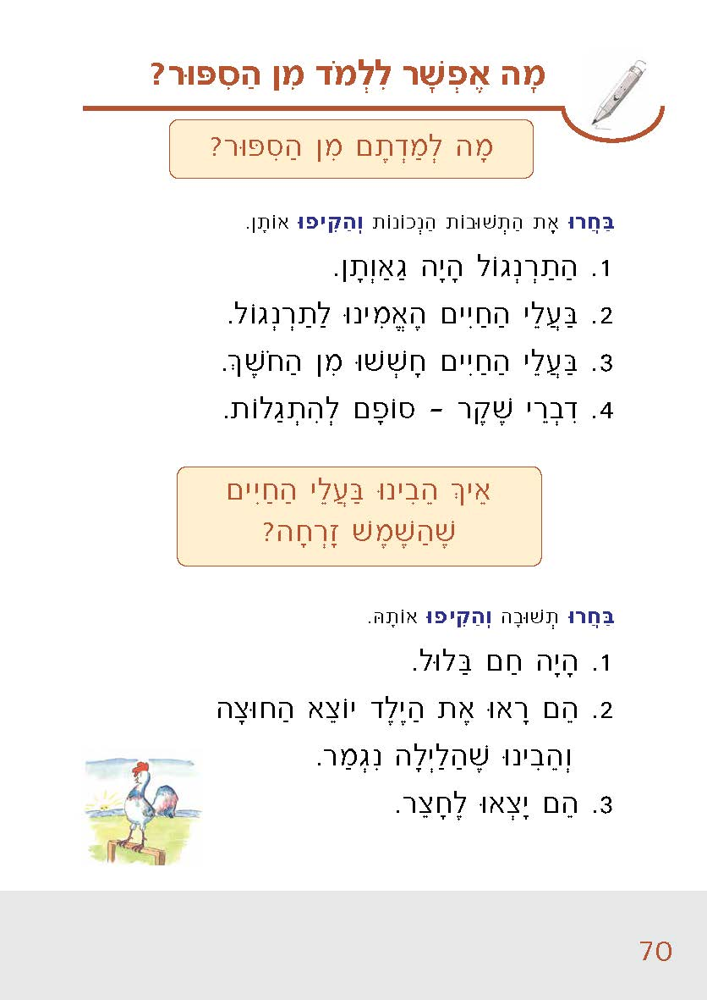 מָה אֶפְשָׁר לִלְמֹד מִן הַסִּפּוּר?
מָה לְמַדְתֶּם מִן הַסִּפּוּר?
בַּחֲרוּ אֶת הַתְּשׁוּבוֹת הַנְּכוֹנוֹת וְהַקִּיפוּ אוֹתָן.
1. הַתַּרְנְגוֹל הָיָה גַּאַוְתָן.
2. בַּעֲלֵי הַחַיִּים הֶאֱמִינוּ לַתַּרְנְגוֹל.
3. בַּעֲלֵי הַחַיִּים חָשְׁשׁוּ מִן הַחֹשֶׁךְ.
4. דִּבְרֵי שֶׁקֶר – סוֹפָם לְהִתְגַּלּוֹת.
אֵיךְ הֵבִינוּ בַּעֲלֵי הַחַיִּים
שֶׁהַשֶּׁמֶשׁ זָרְחָה?
בַּחֲרוּ תְּשׁוּבָה וְהַקִּיפוּ אוֹתָהּ.
1. הָיָה חַם בַּלּוּל.
2. הֵם רָאוּ אֶת הַיֶּלֶד יוֹצֵא הַחוּצָה
וְהֵבִינוּ שֶׁהַלַּיְלָה נִגְמַר.
3. הֵם יָצְאוּ לֶחָצֵר.
70